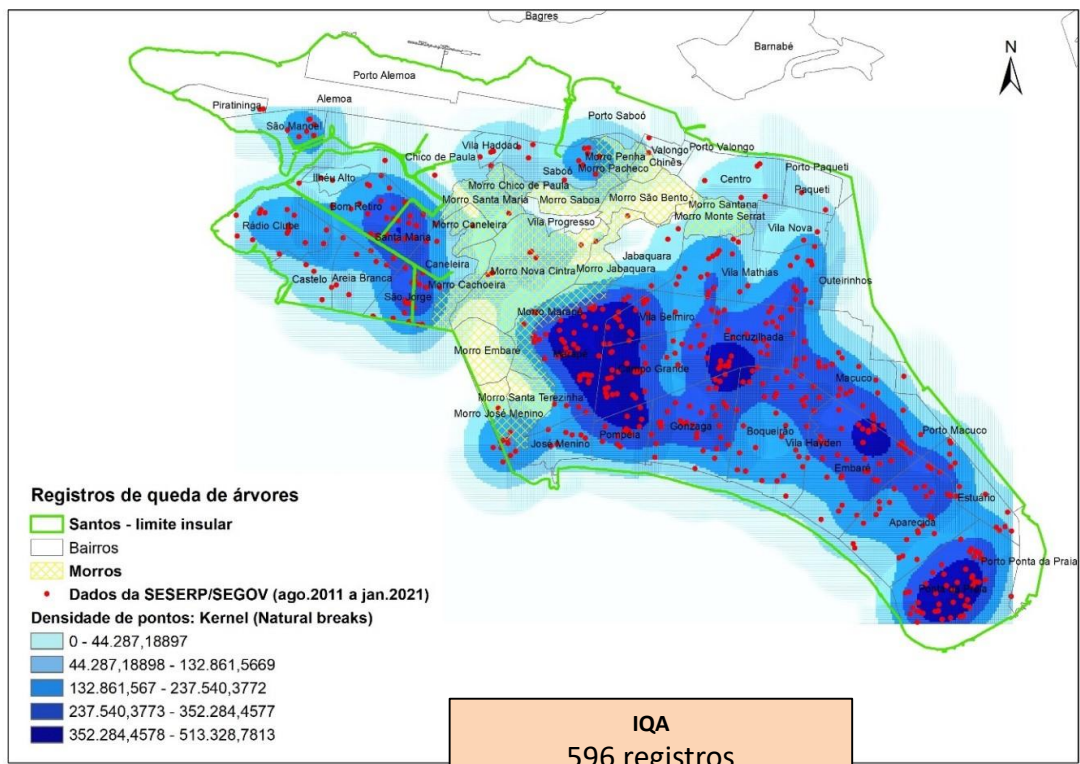 Bagres
Barnabé
N
Porto Alemoa
Piratininga
Alemoa
São Manoel
Porto Saboó
Vila Haddad
Chico de Paula
Saboó
Morro Penha
Morro Pacheco
Valongo
Chinês
Porto Valongo
Centro
Porto Paquetá
Paquetá
Ilhéu Alto
Bom Retiro
Morro Chico de Paula
Morro Santa Maria
Morro Saboa
Morro São Bento
Morro Santana
Morro Monte Serrat
Rádio Clube
Santa Maria
Morro Caneleira
Vila Progresso
Vila Nova
Caneleira
Jabaquara
Castelo
Areia Branca
Morro Nova Cintra
Morro Jabaquara
Vila Mathias
Outeirinhos
São Jorge
Morro Cachoeira
Morro Marapé
Vila Belmiro
Encruzilhada
Morro Embaré
Marapé
Campo Grande
Macuco
Morro Santa Terezinha
Morro José Menino
José Menino
Pompéia
Gonzaga
Boqueirão
Vila Hayden
Porto Macuco
Embaré
Estuário
Aparecida
Porto Ponta da Praia
Ponta da Praia
Registros de queda de árvores
Santos - limite insular
Bairros
Morros
Dados da SESERP/SEGOV (ago.2011 a jan.2021)
Densidade de pontos: Kernel (Natural breaks)
0 - 44.287,18897
44.287,18898 - 132.861,5669
132.861,567 - 237.540,3772
237.540,3773 - 352.284,4577
352.284,4578 - 513.328,7813
IQA
596 registros